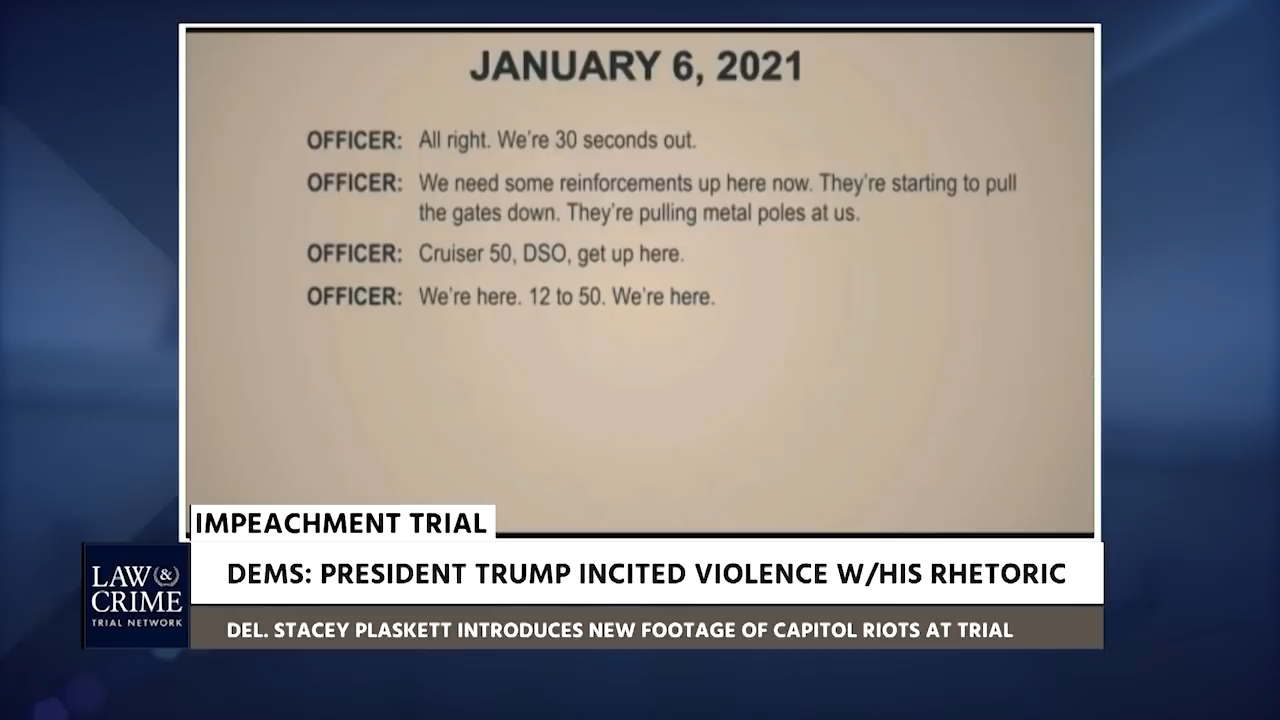 JANUARY 6, 2021
OFFICER: All right. We're 30 seconds out.
OFFICER: We need some reinforcements up here now. They're starting to pull
the gates down. They're pulling metal poles at us.
OFFICER: Cruiser 50, DSO, get up here.
OFFICER: We're here. 12 to 50. We're here.
IMPEACHMENT TRIAL
LAW &
CRIME
TRIAL NETWORK
DEMS: PRESIDENT TRUMP INCITED VIOLENCE W/HIS RHETORIC
DEL. STACEY PLASKETT INTRODUCES NEW FOOTAGE OF CAPITOL RIOTS AT TRIAL